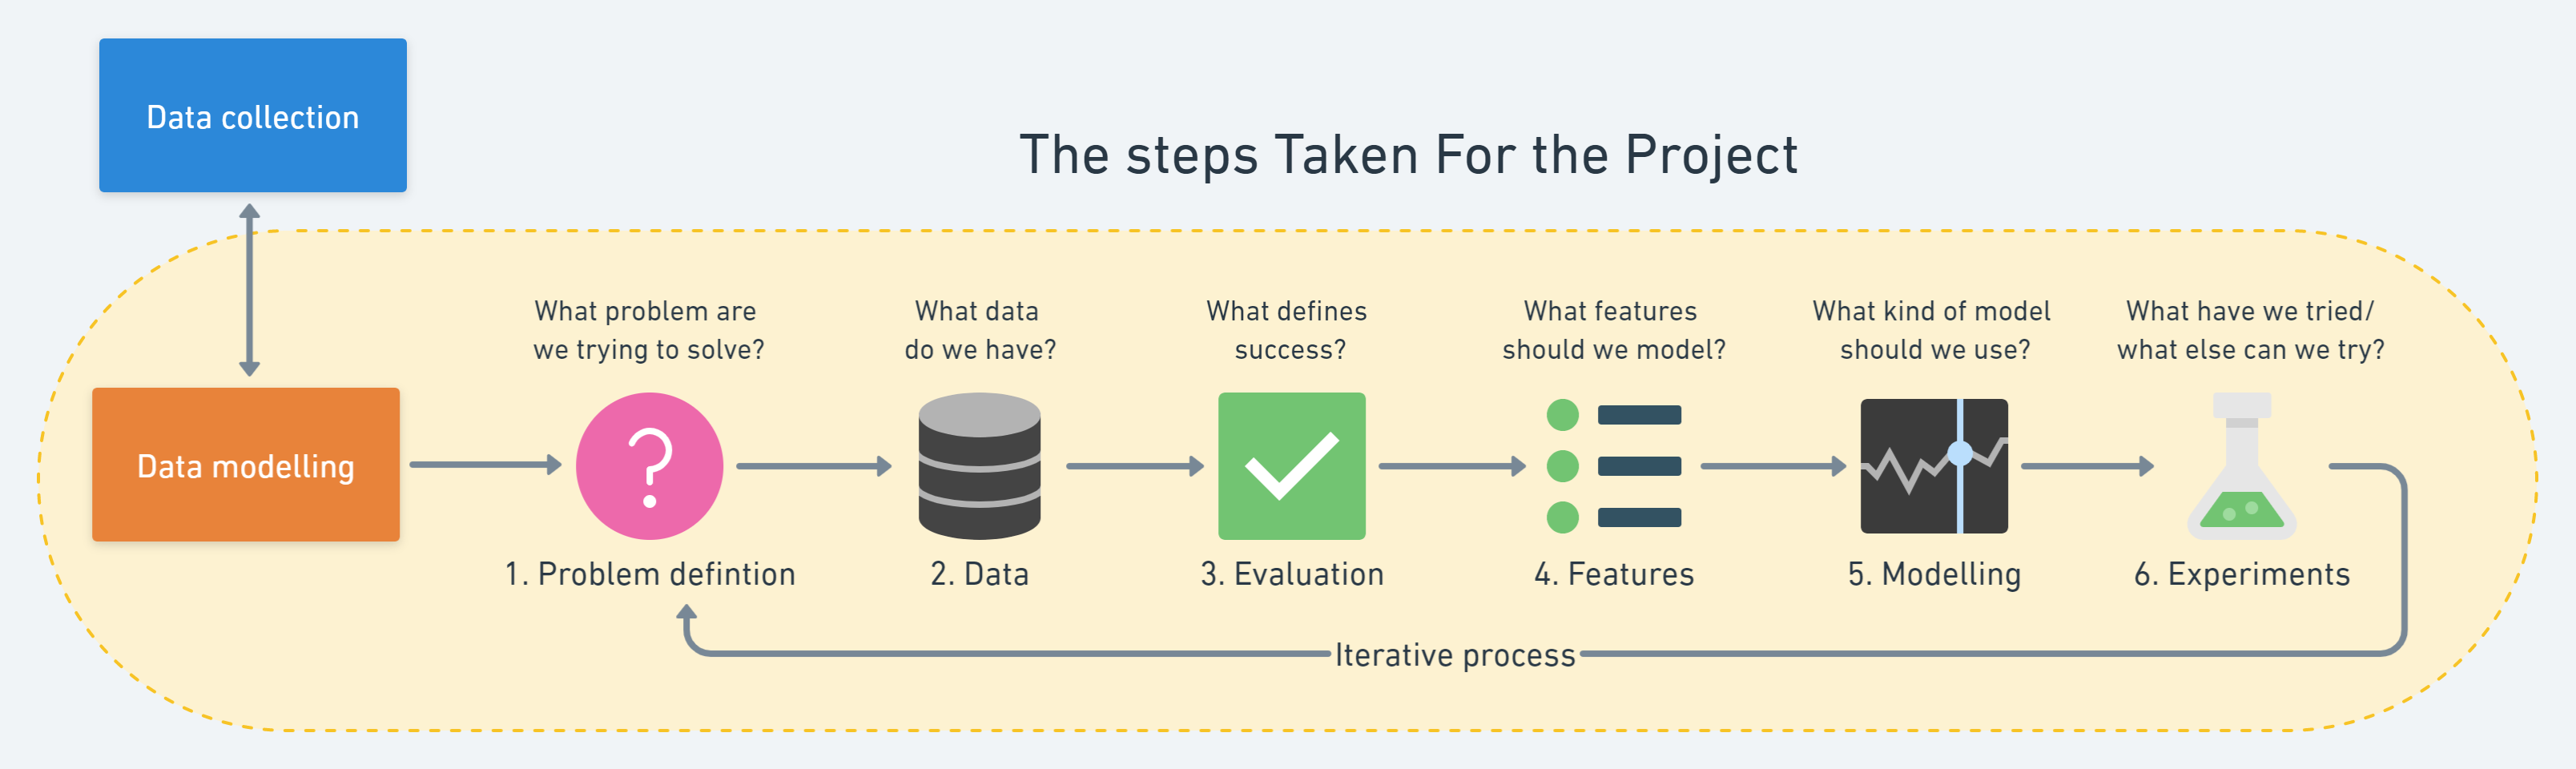 Data collection
The steps Taken For the Project
Data modelling
What problem are
we trying to solve?
1. Problem defintion
What data
do we have?
2. Data
What defines
success?
3. Evaluation
What features
should we model?
4. Features
What kind of model
should we use?
5. Modelling
What have we tried/
what else can we try?
6. Experiments
Iterative process